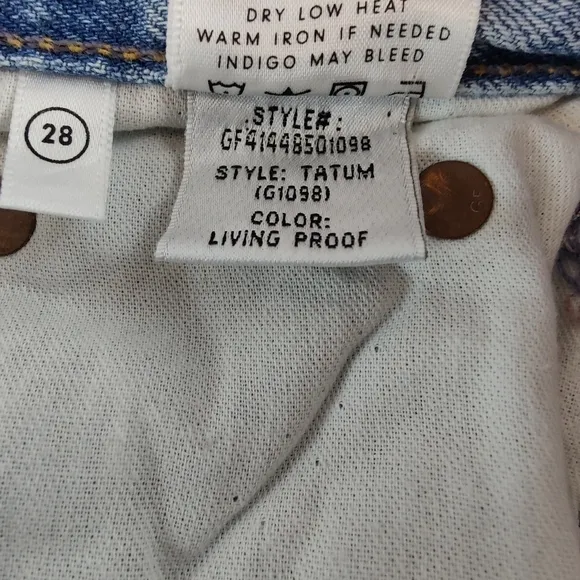 DRY LOW HEAT
WARM IRON IF NEEDED
INDIGO MAY BLEED
28
STYLE#:
GF41448501098
STYLE: TATUM
(G1098)
COLOR:
LIVING PROOF